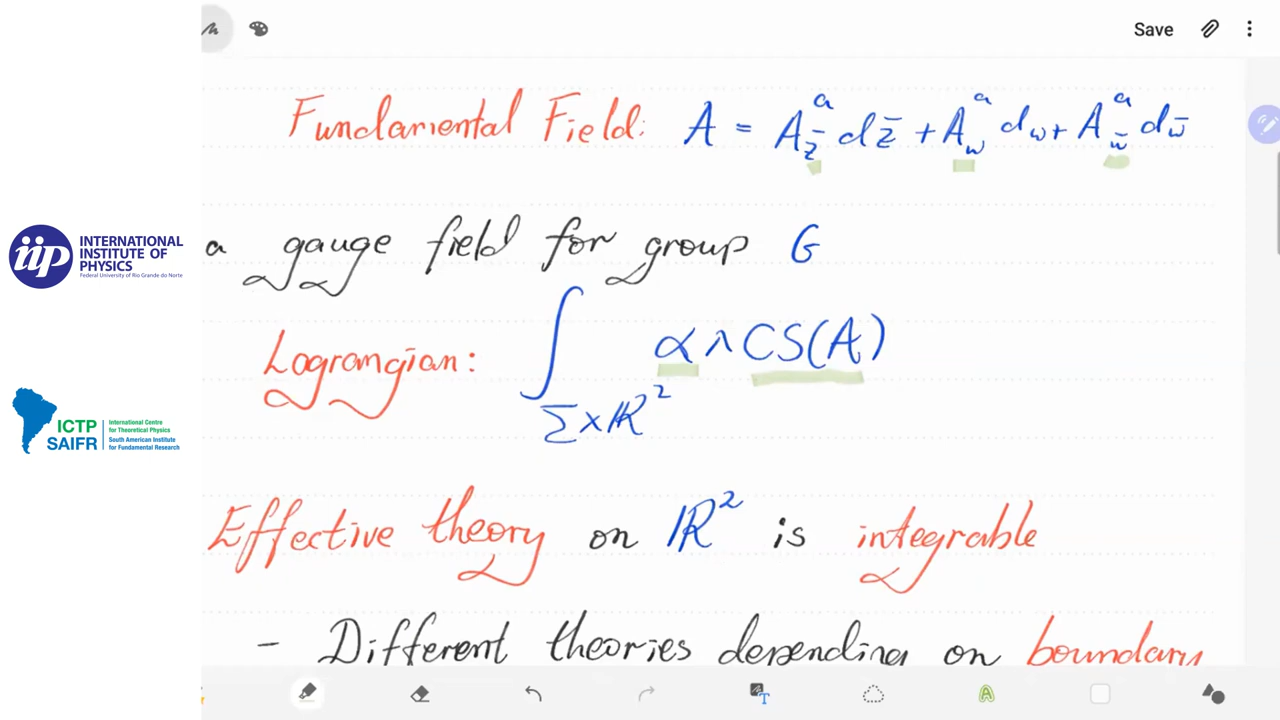 Save
Fundamental Field: A = A^a_z̄ dz̄ + A^a_w dw + A^a_w̄ dw̄
a gauge field for group G
Lagrangian: ∫_{Σ×ℝ²} α ∧ CS(A)
Effective theory on ℝ² is integrable
- Different theories depending on boundary
iip INTERNATIONAL
INSTITUTE OF
PHYSICS
Federal University of Rio Grande do Norte
ICTP
SAIFR
International Centre
for Theoretical Physics
South American Institute
for Fundamental Research
T
A